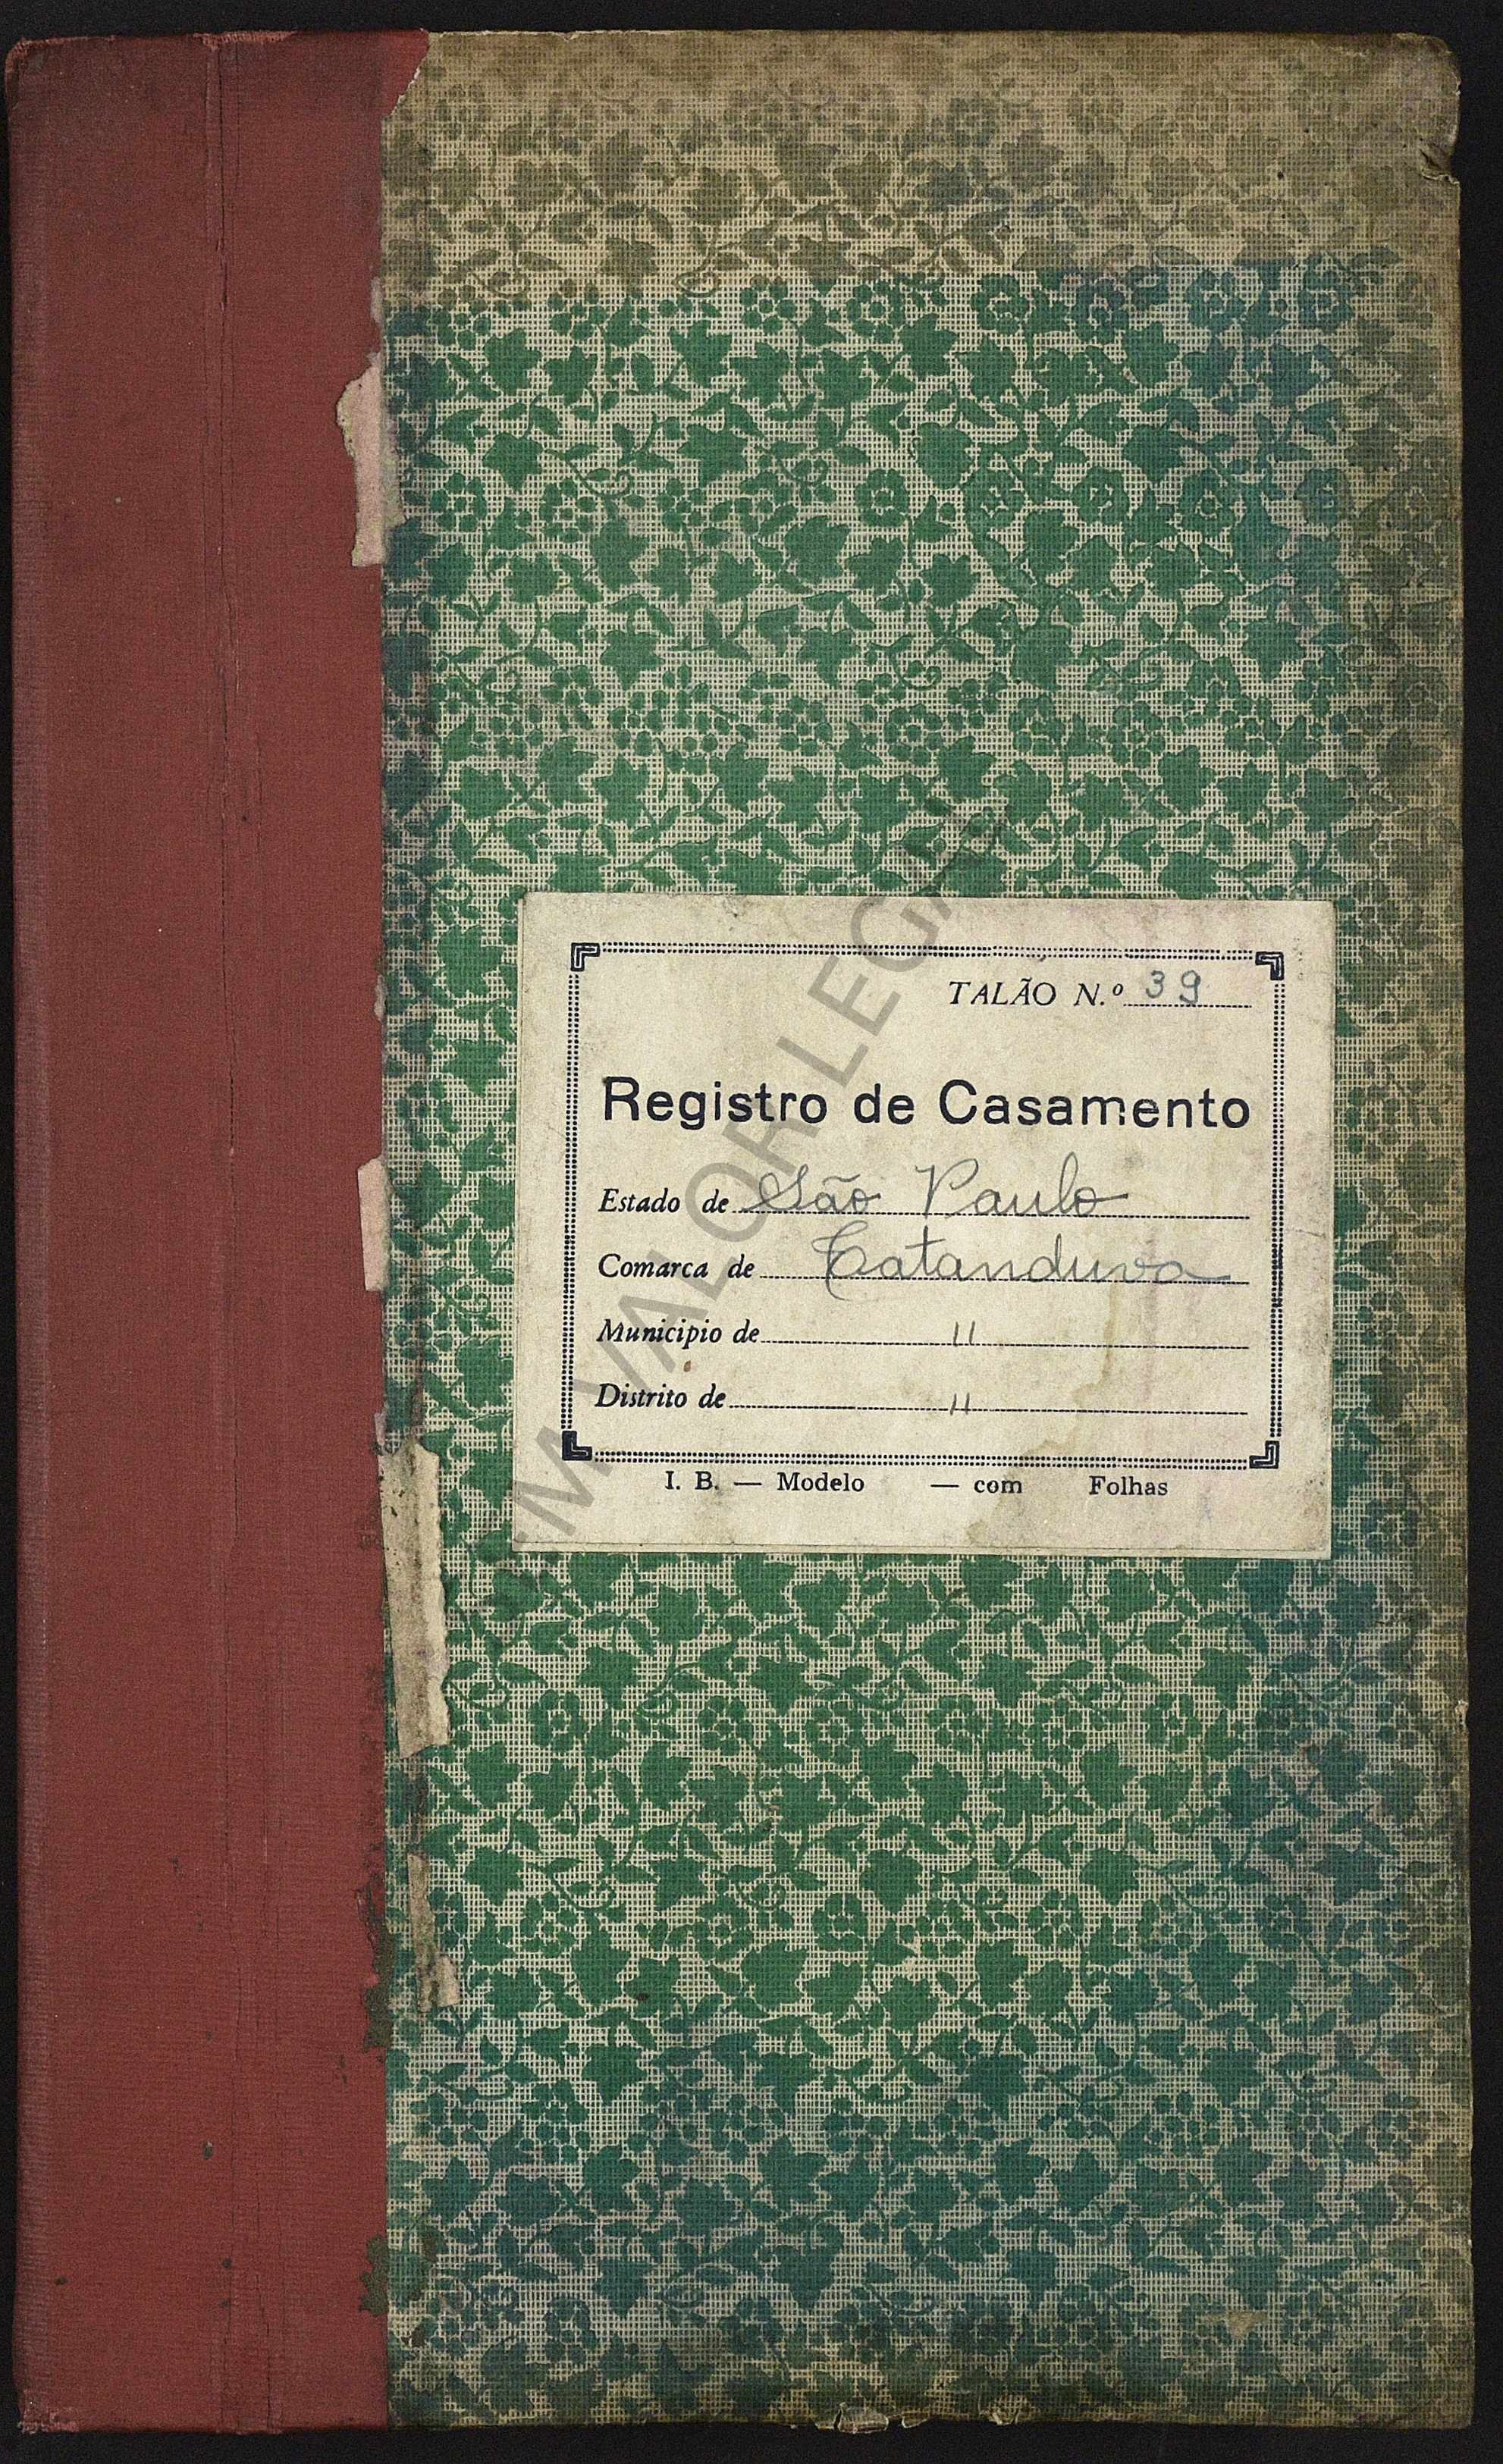 TALÃO N.º 39
Registro de Casamento
Estado de São Paulo
Comarca de Catanduva
Municipio de "
Distrito de "
I. B. — Modelo — com Folhas
SEM VALOR LEGAL